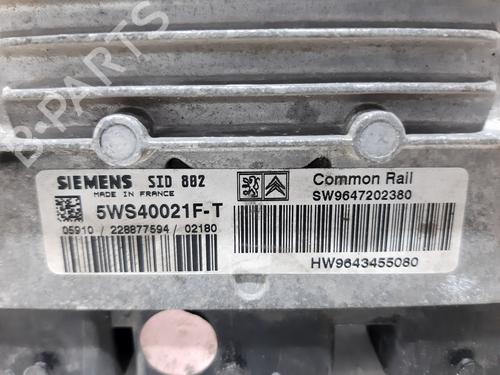 B-PARTS
SIEMENS SID 802
MADE IN FRANCE
5WS40021F-T
05910 / 228877594 / 02180
Common Rail
SW9647202380
HW9643455080